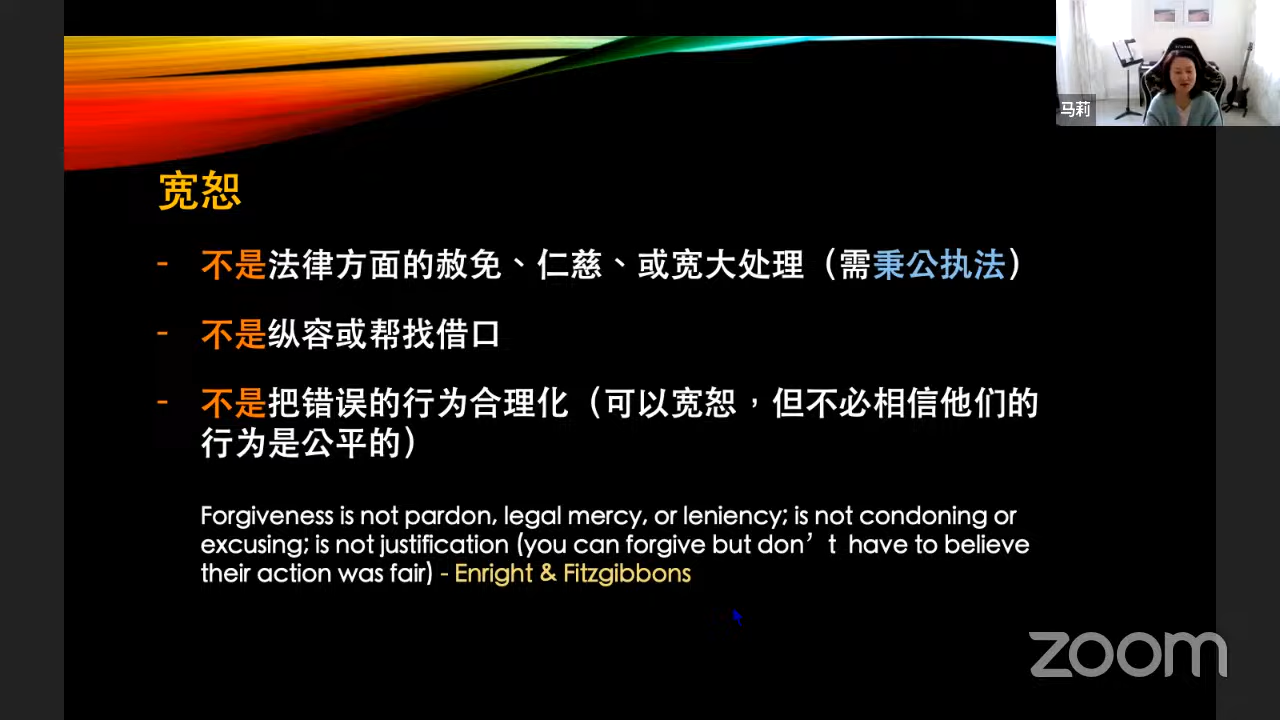 马莉
宽恕
- 不是法律方面的赦免、仁慈、或宽大处理（需秉公执法）
- 不是纵容或帮找借口
- 不是把错误的行为合理化（可以宽恕，但不必相信他们的
行为是公平的）
Forgiveness is not pardon, legal mercy, or leniency; is not condoning or
excusing; is not justification (you can forgive but don’t have to believe
their action was fair) - Enright & Fitzgibbons
zoom